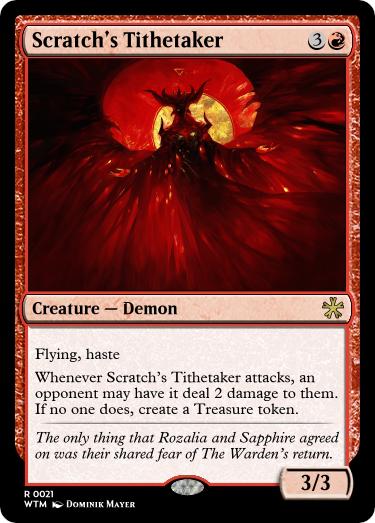 Scratch's Tithetaker 3
Creature — Demon
Flying, haste
Whenever Scratch's Tithetaker attacks, an
opponent may have it deal 2 damage to them.
If no one does, create a Treasure token.
The only thing that Rozalia and Sapphire agreed
on was their shared fear of The Warden's return.
3/3
R 0021
WTM Dominik Mayer